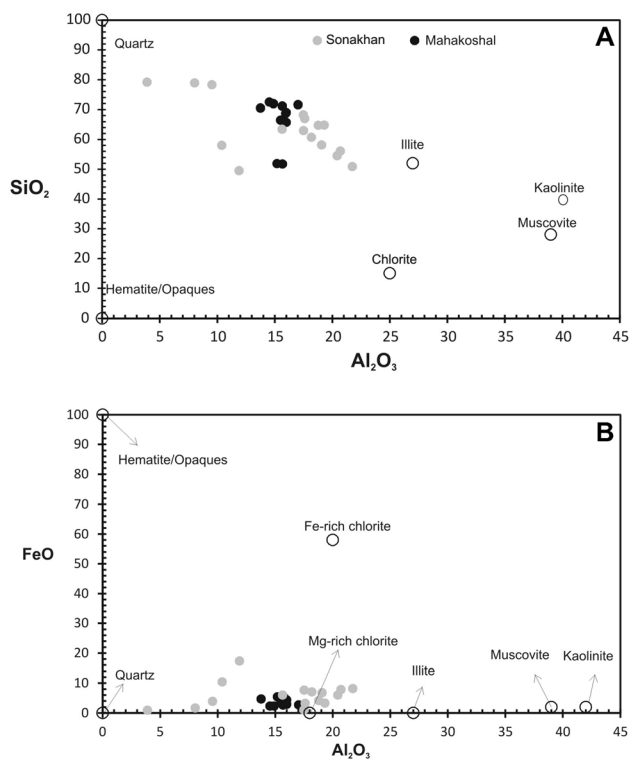 100
90
80
70
60
50
40
30
20
10
0
SiO2
Quartz
Sonakhan
Mahakoshal
A
Illite
Kaolinite
Muscovite
Chlorite
Hematite/Opaques
0 5 10 15 20 25 30 35 40 45
Al2O3
100
90
80
70
60
50
40
30
20
10
0
FeO
B
Hematite/Opaques
Fe-rich chlorite
Mg-rich chlorite
Quartz
Illite
Muscovite
Kaolinite
0 5 10 15 20 25 30 35 40 45
Al2O3